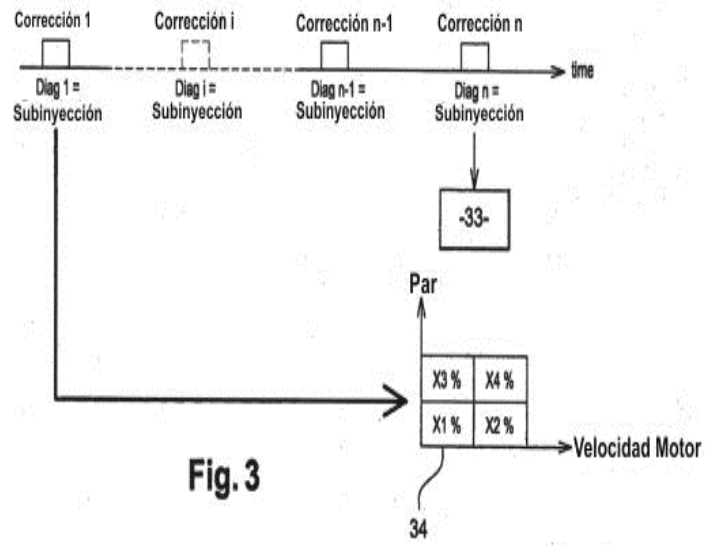 Corrección 1 Corrección i Corrección n-1 Corrección n
time
Diag 1 = Diag i = Diag n-1 = Diag n =
Subinyección Subinyección Subinyección Subinyección
-33-
Par
X3 % X4 %
X1 % X2 %
Velocidad Motor
Fig. 3
34